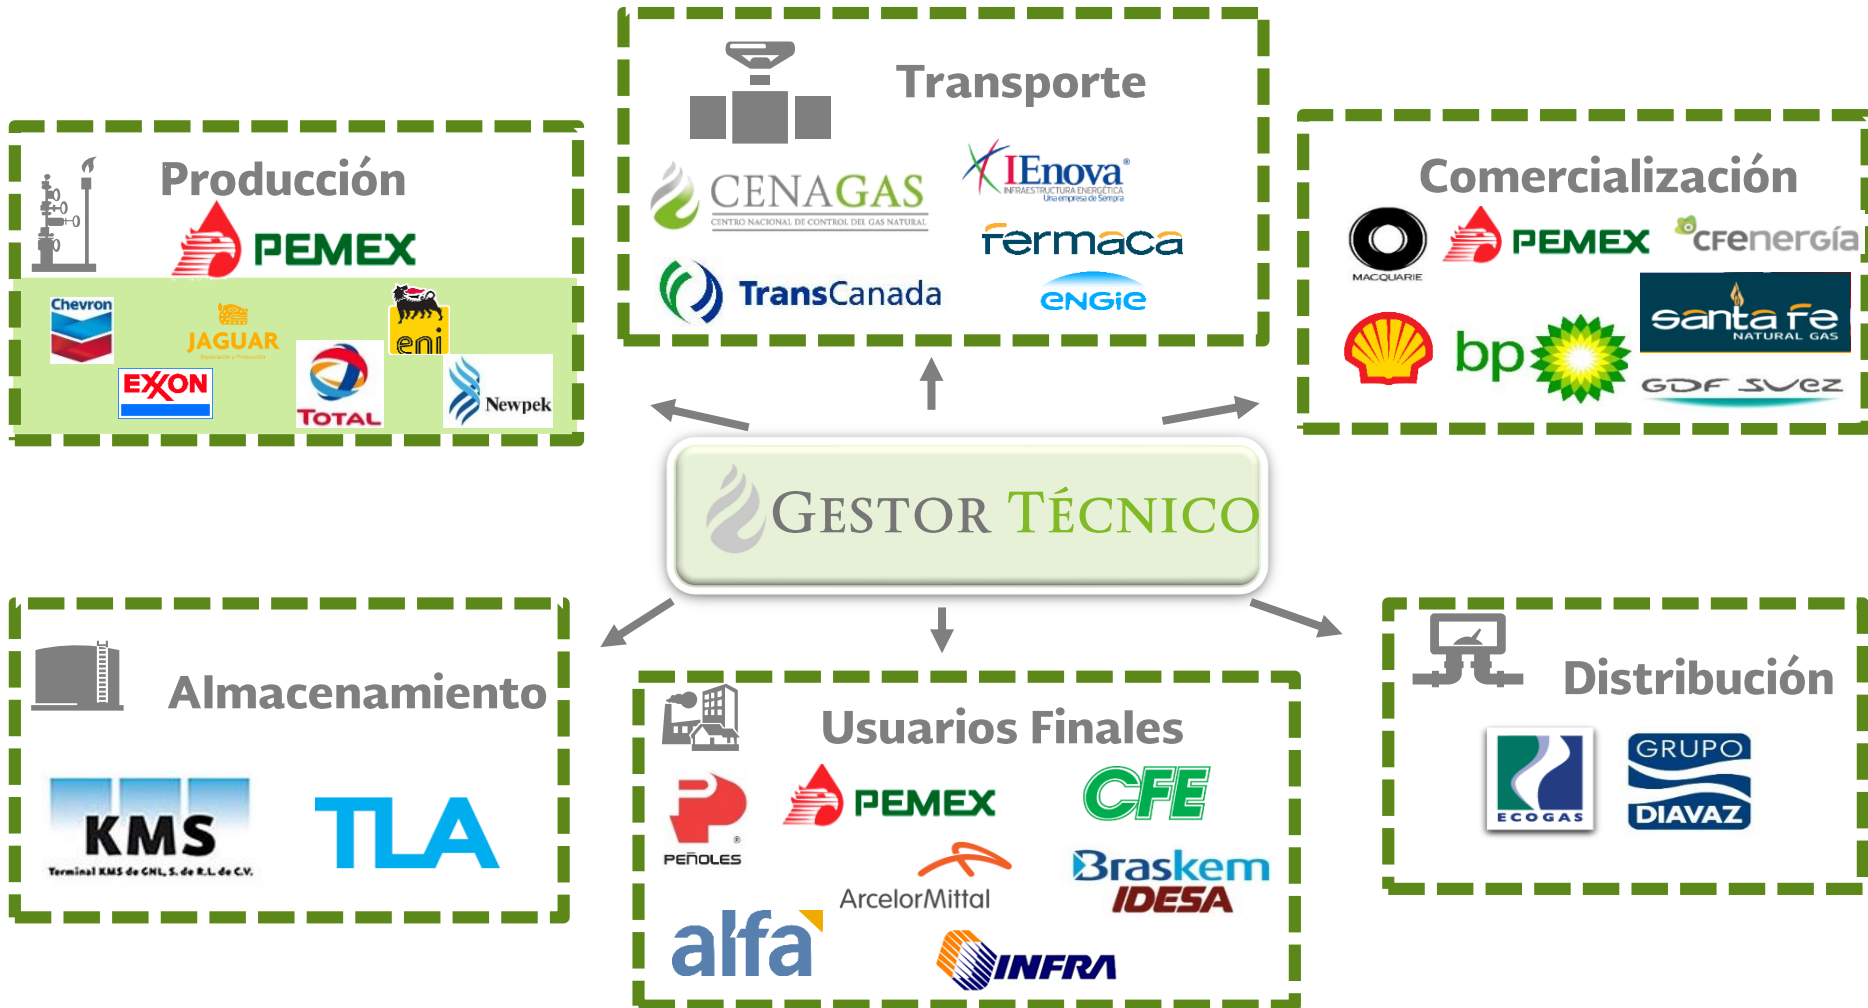 Transporte
CENAGAS
CENTRO NACIONAL DE CONTROL DEL GAS NATURAL
IEnova®
INFRAESTRUCTURA ENERGÉTICA
Una empresa de Sempra
fermaca
TransCanada
ENGIE
Producción
PEMEX
Chevron
JAGUAR
Exploración y Producción
eni
EXXON
TOTAL
Newpek
Comercialización
MACQUARIE
PEMEX
CFenergía
bp
santa fe
NATURAL GAS
GDF SUEZ
GESTOR TÉCNICO
Almacenamiento
KMS
Terminal KMS de GNL, S. de R.L. de C.V.
TLA
Usuarios Finales
PEÑOLES
®
PEMEX
CFE
ArcelorMittal
Braskem
IDESA
alfa
INFRA
Distribución
ECOGAS
GRUPO
DIAVAZ